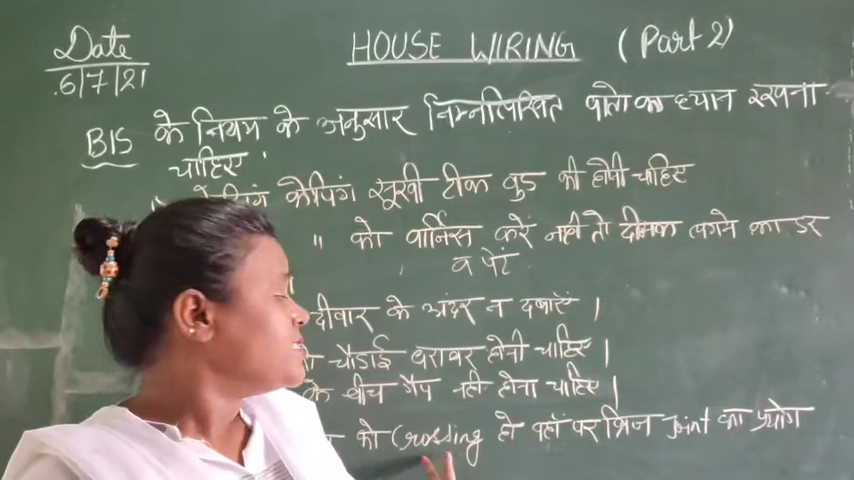 Date
6/7/21
HOUSE WIRING (Part 2)
BIS के नियम के अनुसार निम्नलिखित बातो का ध्यान रखना
चाहिए
केपिगं सूखी टीक वुड की होपी चाहिए
" को वार्निस करें नही तो दीमक लगने का डर
व पेंट
दीवार के अंदर न दबाएं ।
चौडाई बराबर होनी चाहिए ।
के बीच गैप नही होना चाहिए ।
को Crossing हो वहाँ पर ब्रिज Joint का प्रयोग